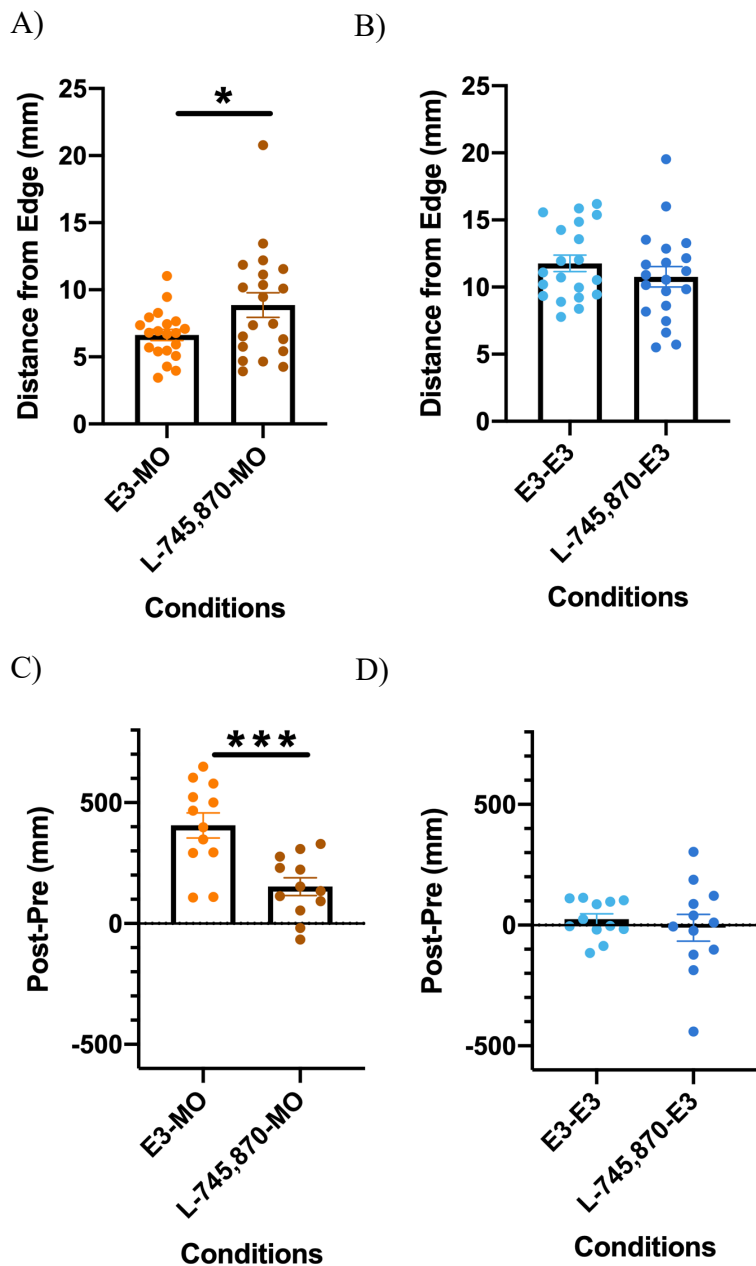 A)
Distance from Edge (mm)
25
20
15
10
5
0
*
E3-MO
L-745,870-MO
Conditions
B)
Distance from Edge (mm)
25
20
15
10
5
0
E3-E3
L-745,870-E3
Conditions
C)
Post-Pre (mm)
500
0
-500
***
E3-MO
L-745,870-MO
Conditions
D)
Post-Pre (mm)
500
0
-500
E3-E3
L-745,870-E3
Conditions